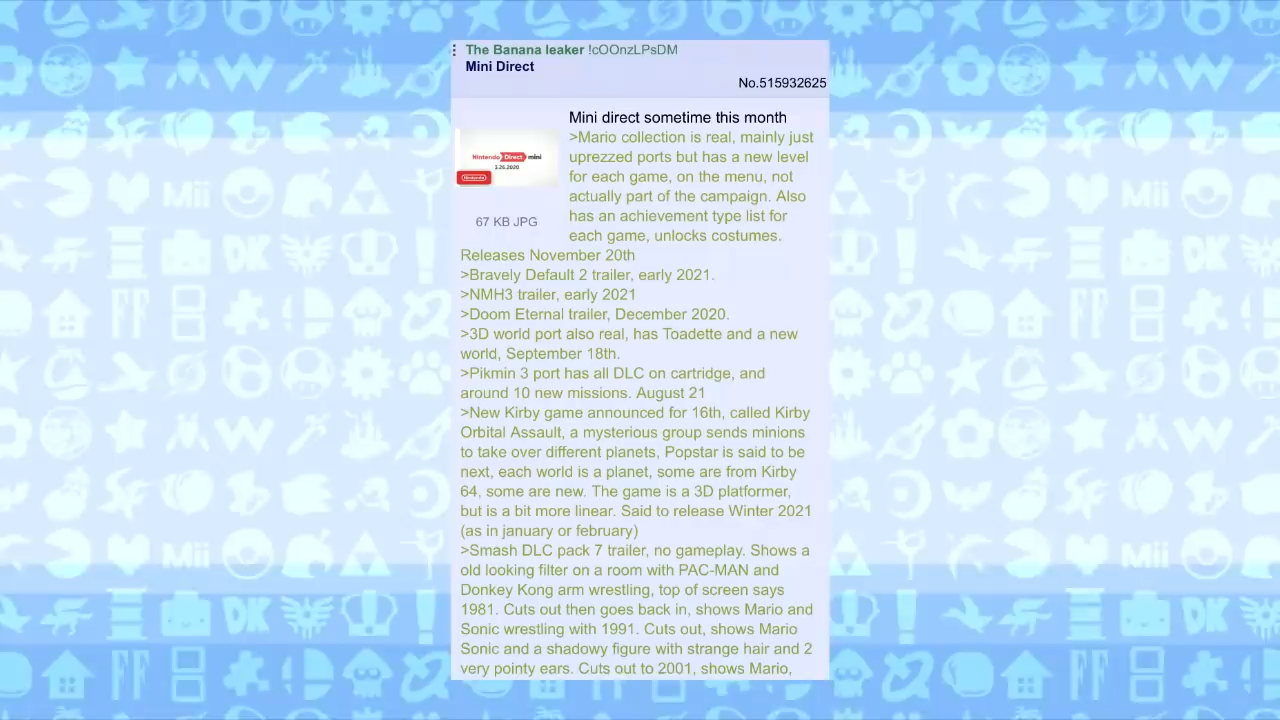 The Banana leaker !cOOnzLPsDM
Mini Direct
No.515932625
Mini direct sometime this month
>Mario collection is real, mainly just
uprezzed ports but has a new level
for each game, on the menu, not
actually part of the campaign. Also
has an achievement type list for
each game, unlocks costumes.
Nintendo Direct mini
3.26.2020
Nintendo
67 KB JPG
Releases November 20th
>Bravely Default 2 trailer, early 2021.
>NMH3 trailer, early 2021
>Doom Eternal trailer, December 2020.
>3D world port also real, has Toadette and a new
world, September 18th.
>Pikmin 3 port has all DLC on cartridge, and
around 10 new missions. August 21
>New Kirby game announced for 16th, called Kirby
Orbital Assault, a mysterious group sends minions
to take over different planets, Popstar is said to be
next, each world is a planet, some are from Kirby
64, some are new. The game is a 3D platformer,
but is a bit more linear. Said to release Winter 2021
(as in january or february)
>Smash DLC pack 7 trailer, no gameplay. Shows a
old looking filter on a room with PAC-MAN and
Donkey Kong arm wrestling, top of screen says
1981. Cuts out then goes back in, shows Mario and
Sonic wrestling with 1991. Cuts out, shows Mario
Sonic and a shadowy figure with strange hair and 2
very pointy ears. Cuts out to 2001, shows Mario,